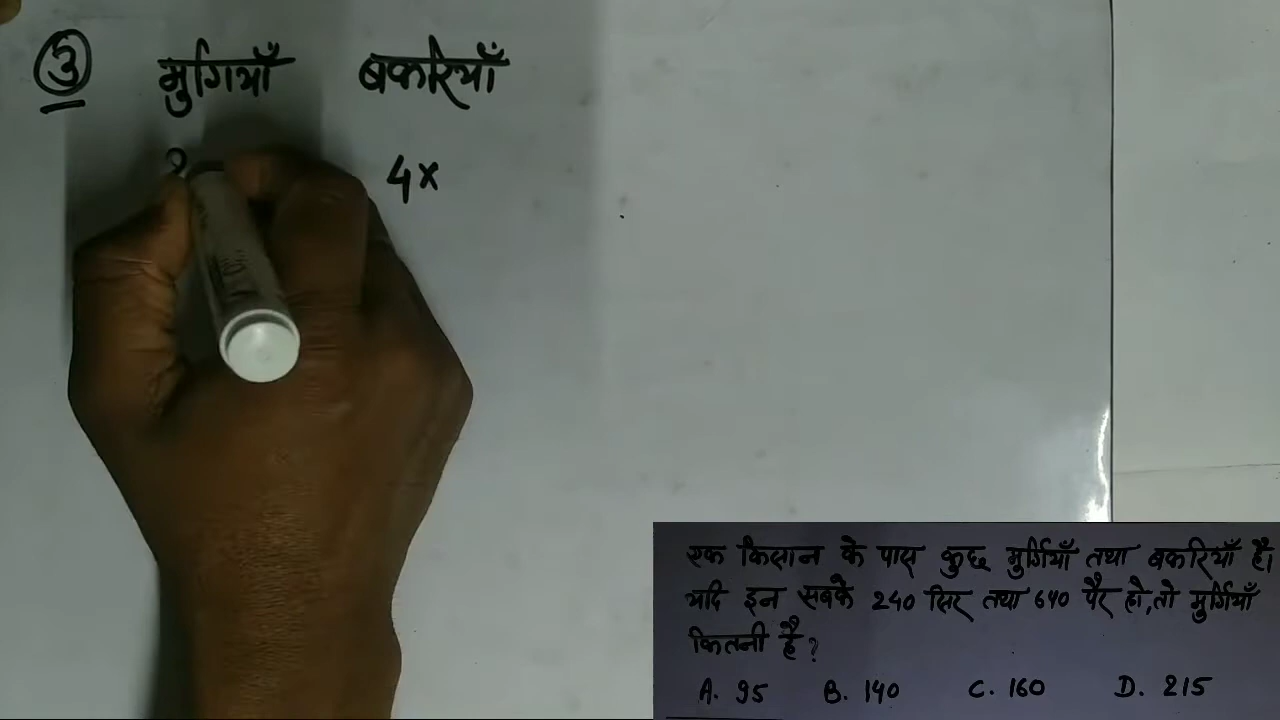 3 मुर्गियाँ बकरियाँ
4x
एक किसान के पास कुछ मुर्गियाँ तथा बकरियाँ है।
यदि इन सबके 240 सिर तथा 640 पैर हो, तो मुर्गियाँ
कितनी है?
A. 95 B. 140 C. 160 D. 215